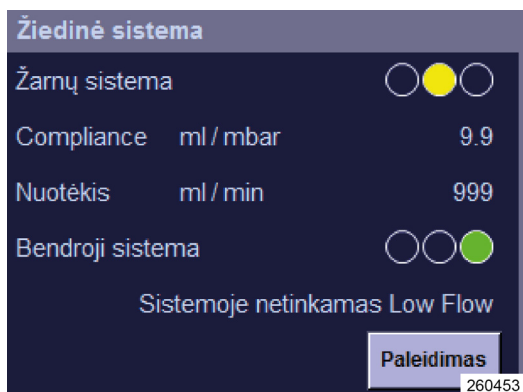 Žiedinė sistema
Žarnų sistema
Compliance ml / mbar 9.9
Nuotėkis ml / min 999
Bendroji sistema
Sistemoje netinkamas Low Flow
Paleidimas
260453